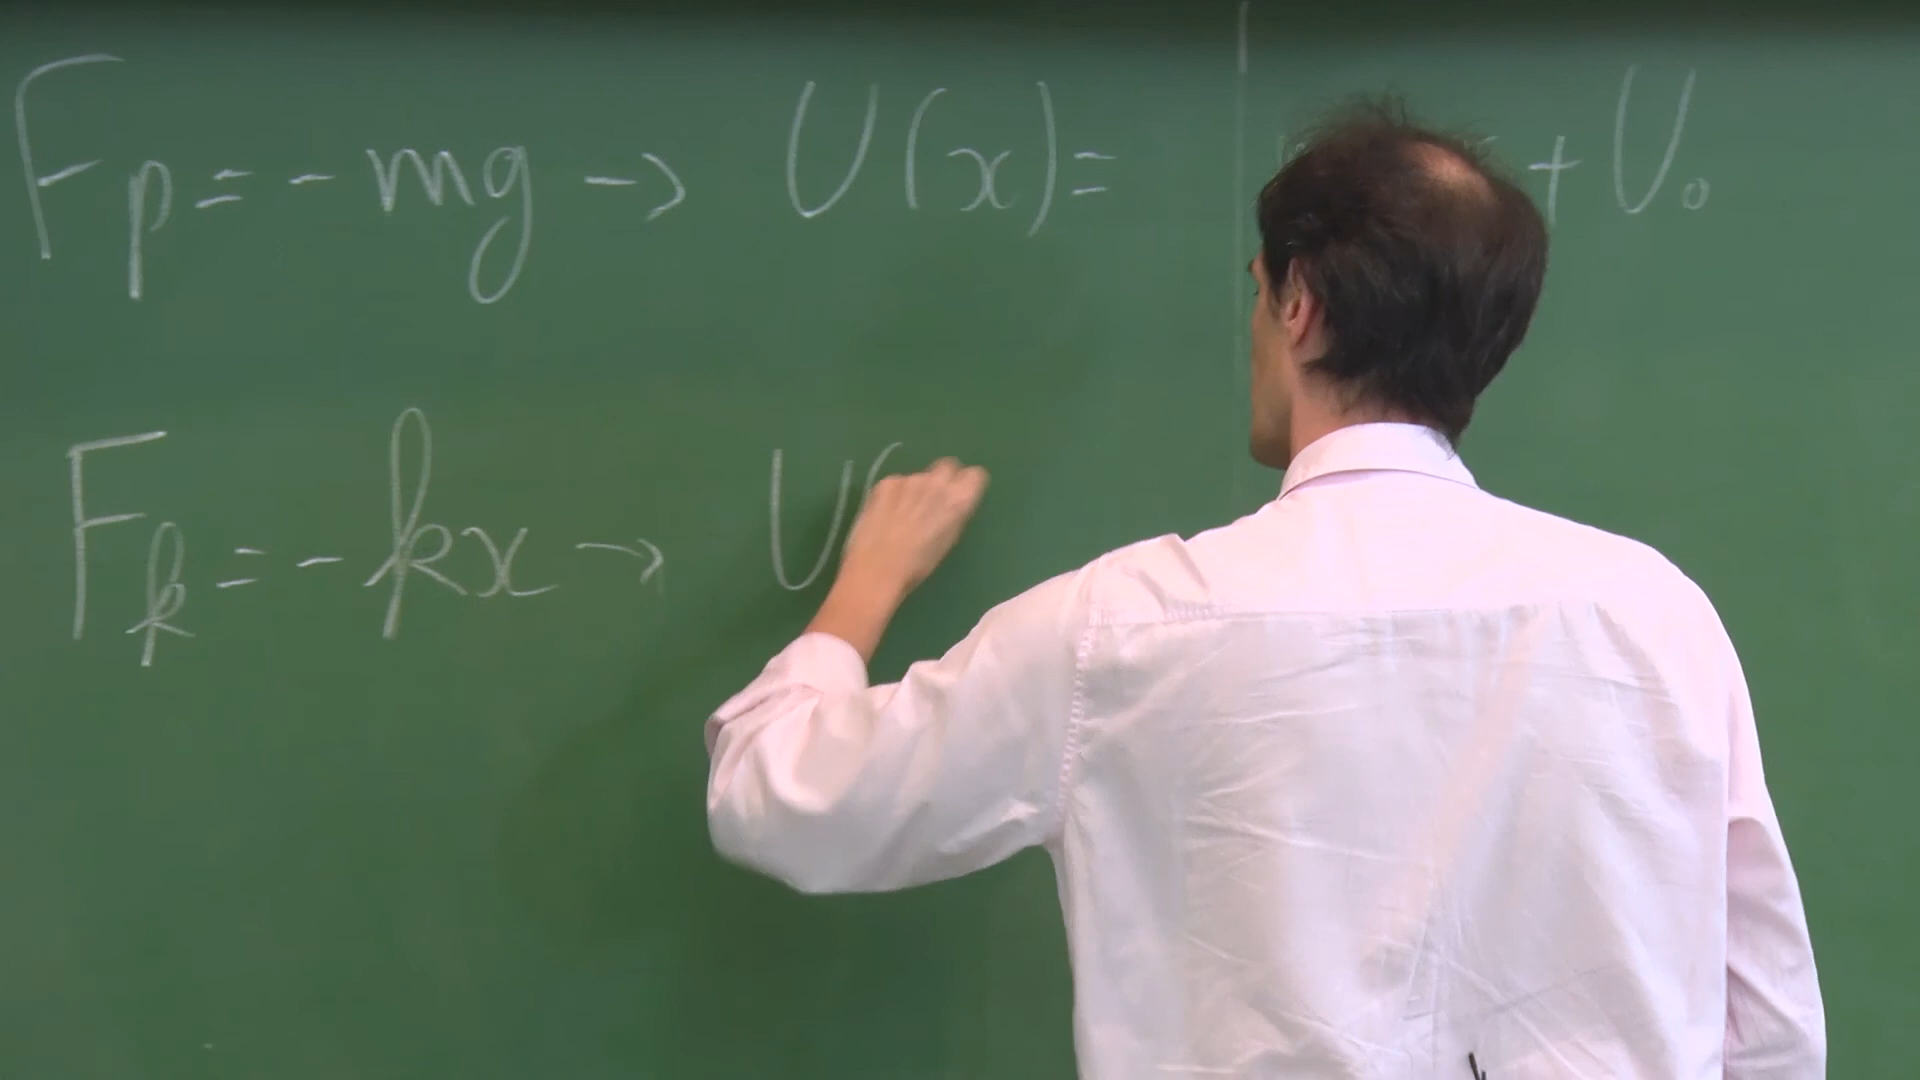 Fp = - mg → U(x) = + U₀
Fk = - kx → U(